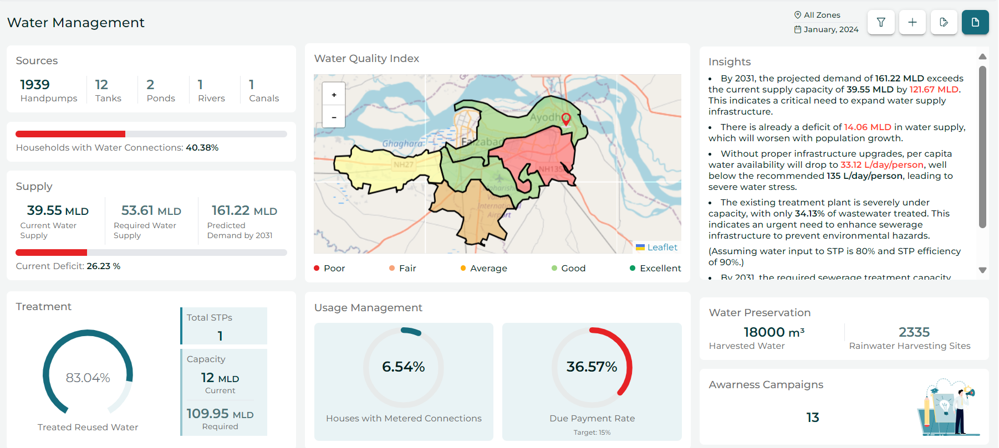 Water Management
All Zones
January, 2024
Sources
1939
Handpumps
12
Tanks
2
Ponds
1
Rivers
1
Canals
Households with Water Connections: 40.38%
Supply
39.55 MLD
Current Water
Supply
53.61 MLD
Required Water
Supply
161.22 MLD
Predicted
Demand by 2031
Current Deficit: 26.23 %
Treatment
83.04%
Treated Reused Water
Total STPs
1
Capacity
12 MLD
Current
109.95 MLD
Required
Water Quality Index
+
−
Ghaghara
Faizabad
NH27
NH135
International
Airport
Leaflet
Poor
Fair
Average
Good
Excellent
Usage Management
6.54%
Houses with Metered Connections
36.57%
Due Payment Rate
Target: 15%
Insights
• By 2031, the projected demand of 161.22 MLD exceeds
the current supply capacity of 39.55 MLD by 121.67 MLD.
This indicates a critical need to expand water supply
infrastructure.
• There is already a deficit of 14.06 MLD in water supply,
which will worsen with population growth.
• Without proper infrastructure upgrades, per capita
water availability will drop to 33.12 L/day/person, well
below the recommended 135 L/day/person, leading to
severe water stress.
• The existing treatment plant is severely under
capacity, with only 34.13% of wastewater treated. This
indicates an urgent need to enhance sewerage
infrastructure to prevent environmental hazards.
(Assuming water input to STP is 80% and STP efficiency
of 90%.)
• By 2031, the required sewerage treatment capacity
Water Preservation
18000 m³
Harvested Water
2335
Rainwater Harvesting Sites
Awarness Campaigns
13